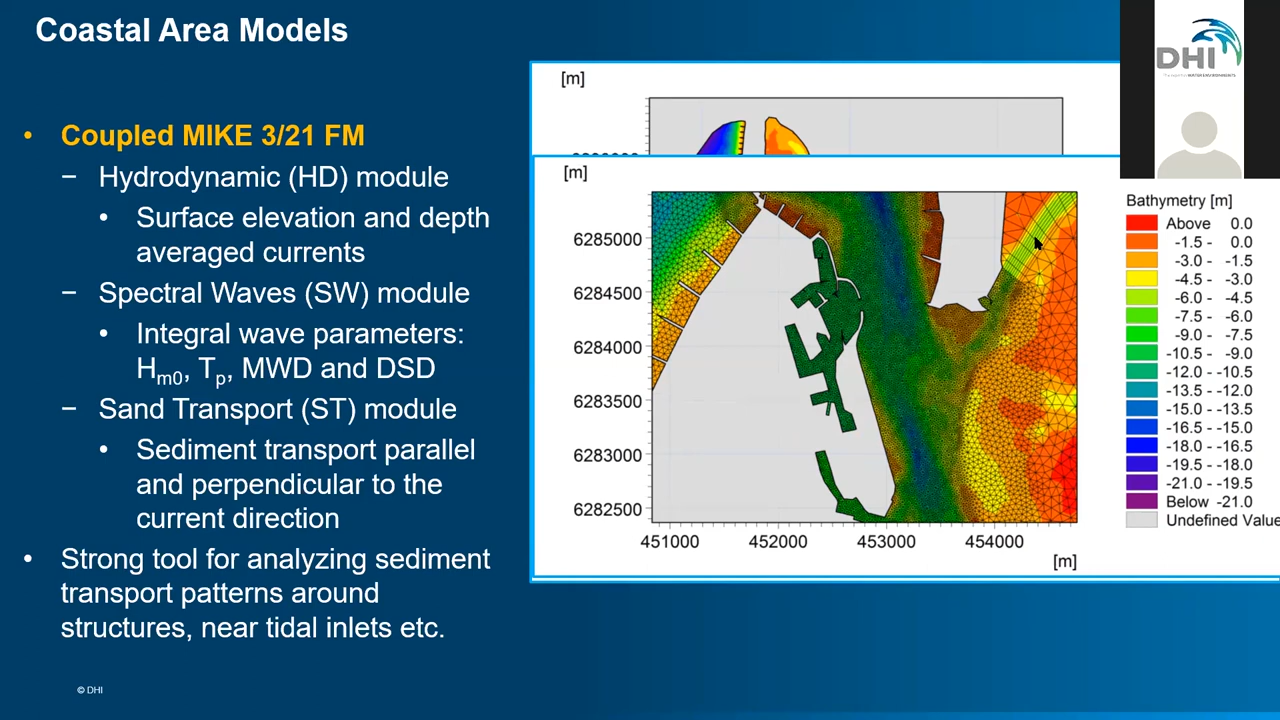 Coastal Area Models
• Coupled MIKE 3/21 FM
− Hydrodynamic (HD) module
• Surface elevation and depth
averaged currents
− Spectral Waves (SW) module
• Integral wave parameters:
Hm0, Tp, MWD and DSD
− Sand Transport (ST) module
• Sediment transport parallel
and perpendicular to the
current direction
• Strong tool for analyzing sediment
transport patterns around
structures, near tidal inlets etc.
© DHI
[m]
[m]
6285000
6284500
6284000
6283500
6283000
6282500
451000 452000 453000 454000
[m]
DHI
Bathymetry [m]
Above 0.0
-1.5 - 0.0
-3.0 - -1.5
-4.5 - -3.0
-6.0 - -4.5
-7.5 - -6.0
-9.0 - -7.5
-10.5 - -9.0
-12.0 - -10.5
-13.5 - -12.0
-15.0 - -13.5
-16.5 - -15.0
-18.0 - -16.5
-19.5 - -18.0
-21.0 - -19.5
Below -21.0
Undefined Value